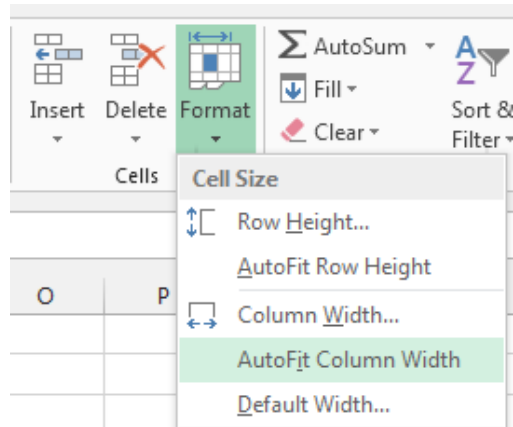 Insert Delete Format
Cells
AutoSum
Fill
Clear
AZ
Sort &
Filter
Cell Size
Row Height...
AutoFit Row Height
Column Width...
AutoFit Column Width
Default Width...
O P